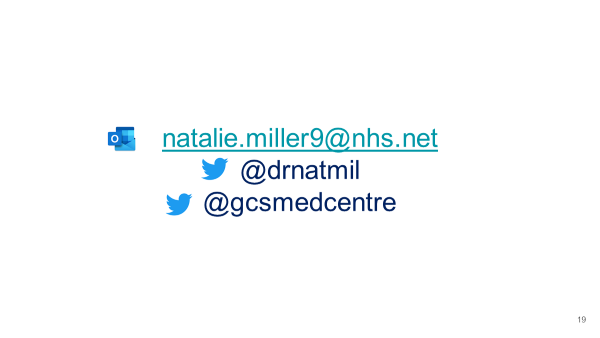 natalie.miller9@nhs.net
@drnatmil
@gcsmedcentre
19